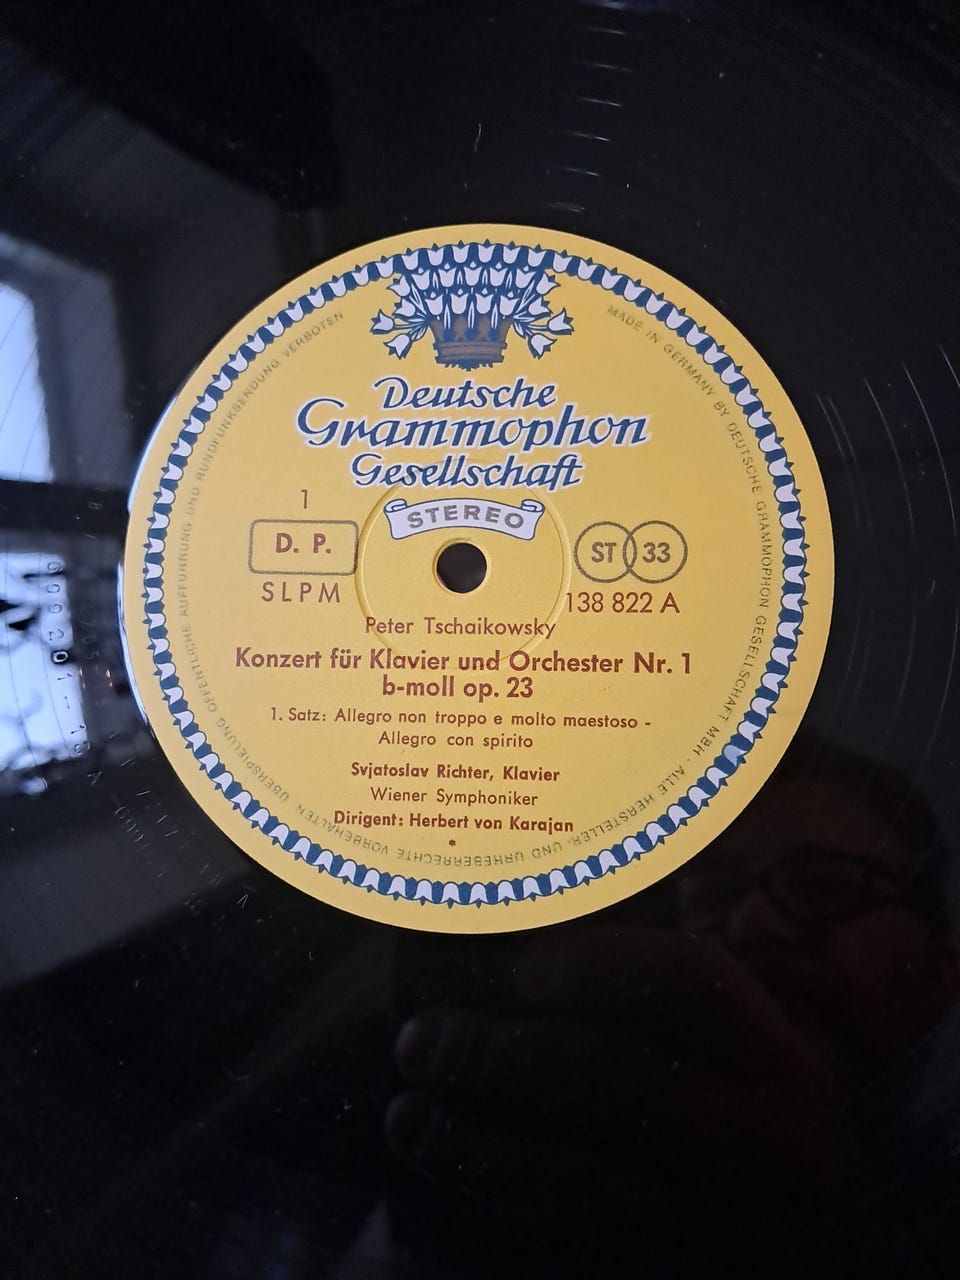 Deutsche
Grammophon
Gesellschaft
STEREO
1
D. P.
SLPM
ST 33
138 822 A
Peter Tschaikowsky
Konzert für Klavier und Orchester Nr. 1
b-moll op. 23
1. Satz: Allegro non troppo e molto maestoso -
Allegro con spirito
Svjatoslav Richter, Klavier
Wiener Symphoniker
Dirigent: Herbert von Karajan
*
MADE IN GERMANY BY DEUTSCHE GRAMMOPHON GESELLSCHAFT MBH · ALLE HERSTELLER- UND URHEBERRECHTE VORBEHALTEN ÜBERSPIELUNG ÖFFENTLICHE AUFFÜHRUNG UND RUNDFUNKSENDUNG VERBOTEN